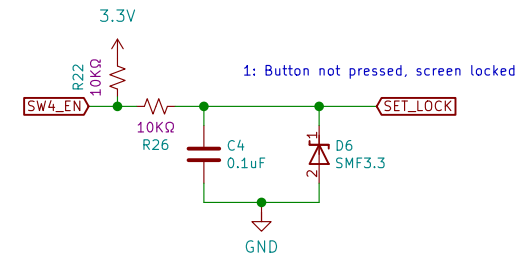 3.3V
R22
10KΩ
1: Button not pressed, screen locked
SW4_EN
SET_LOCK
10KΩ
R26
C4
0.1uF
1
D6
SMF3.3
2
GND